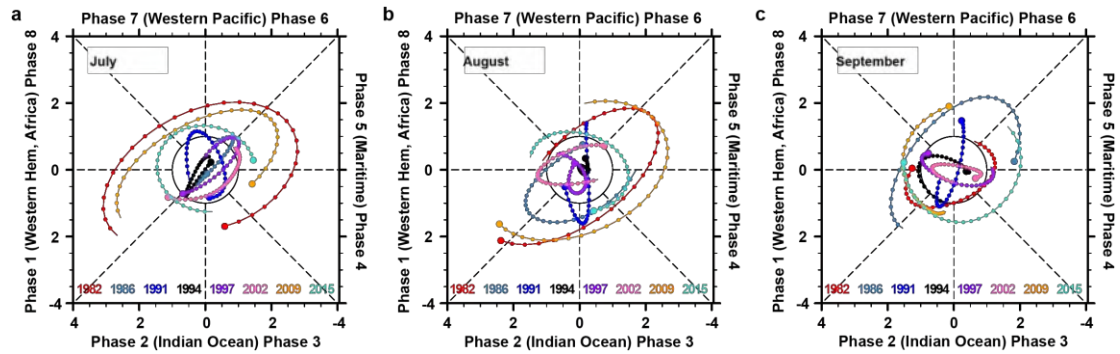 a
Phase 7 (Western Pacific) Phase 6
4
2
0
2
-4
July
Phase 1 (Western Hem, Africa) Phase 8
Phase 5 (Maritime) Phase 4
1982 1986 1991 1994 1997 2002 2009 2015
4 2 0 2 -4
Phase 2 (Indian Ocean) Phase 3
b
Phase 7 (Western Pacific) Phase 6
4
2
0
2
-4
August
Phase 1 (Western Hem, Africa) Phase 8
Phase 5 (Maritime) Phase 4
1982 1986 1991 1994 1997 2002 2009 2015
4 2 0 2 -4
Phase 2 (Indian Ocean) Phase 3
c
Phase 7 (Western Pacific) Phase 6
4
2
0
2
-4
September
Phase 1 (Western Hem, Africa) Phase 8
Phase 5 (Maritime) Phase 4
1982 1986 1991 1994 1997 2002 2009 2015
4 2 0 2 -4
Phase 2 (Indian Ocean) Phase 3